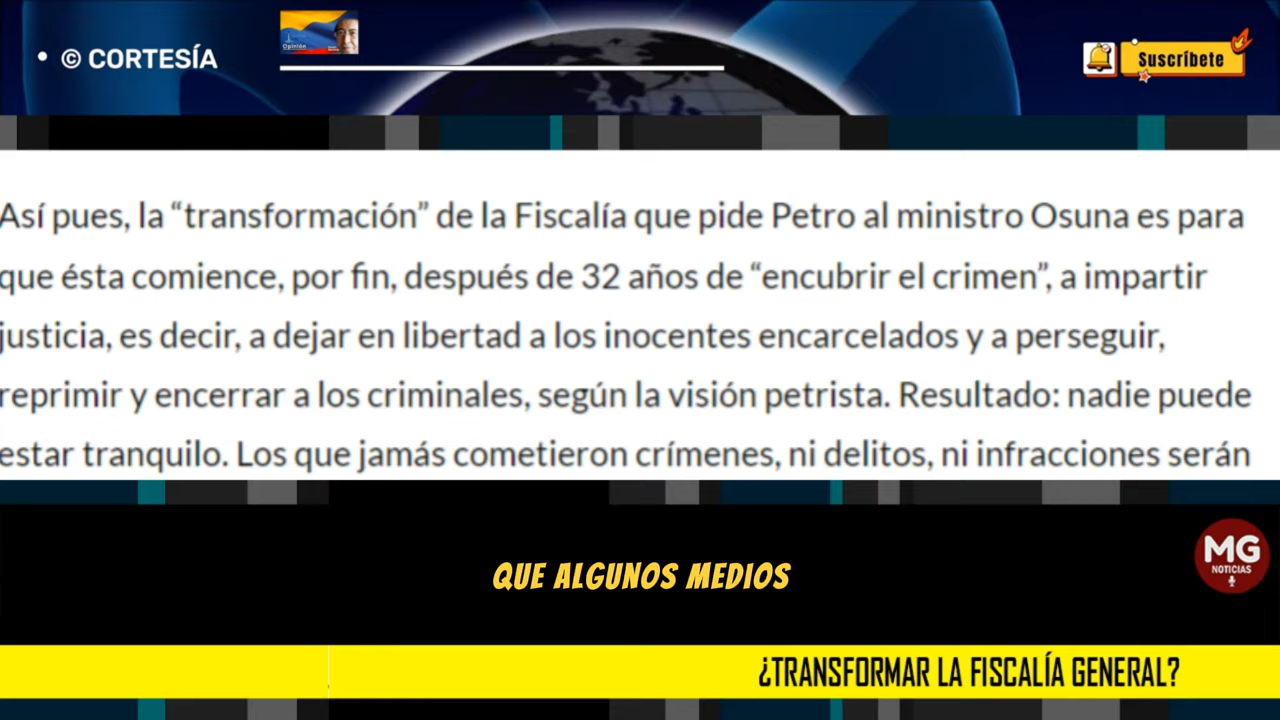 • © CORTESÍA
Opinión
Suscríbete
Así pues, la “transformación” de la Fiscalía que pide Petro al ministro Osuna es para
que ésta comience, por fin, después de 32 años de “encubrir el crimen”, a impartir
justicia, es decir, a dejar en libertad a los inocentes encarcelados y a perseguir,
reprimir y encerrar a los criminales, según la visión petrista. Resultado: nadie puede
estar tranquilo. Los que jamás cometieron crímenes, ni delitos, ni infracciones serán
QUE ALGUNOS MEDIOS
MG
NOTICIAS
¿TRANSFORMAR LA FISCALÍA GENERAL?